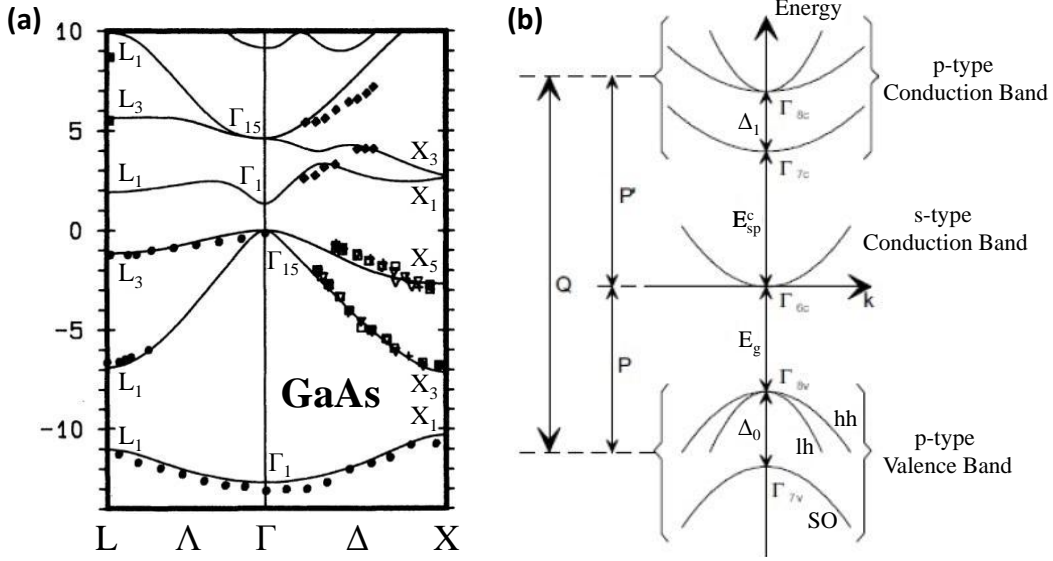 (a)
10
5
0
−5
−10
L₁
L₃
L₁
L₃
L₁
L₁
Γ₁₅
Γ₁
Γ₁₅
Γ₁
X₃
X₁
X₅
X₃
X₁
GaAs
L Λ Γ Δ X
(b)
Energy
p-type
Conduction Band
Γ₈c
Δ₁
Γ₇c
Q
P'
E^c_sp
s-type
Conduction Band
k
Γ₆c
P
E_g
Γ₈v
hh
Δ₀
lh
p-type
Valence Band
Γ₇v
SO